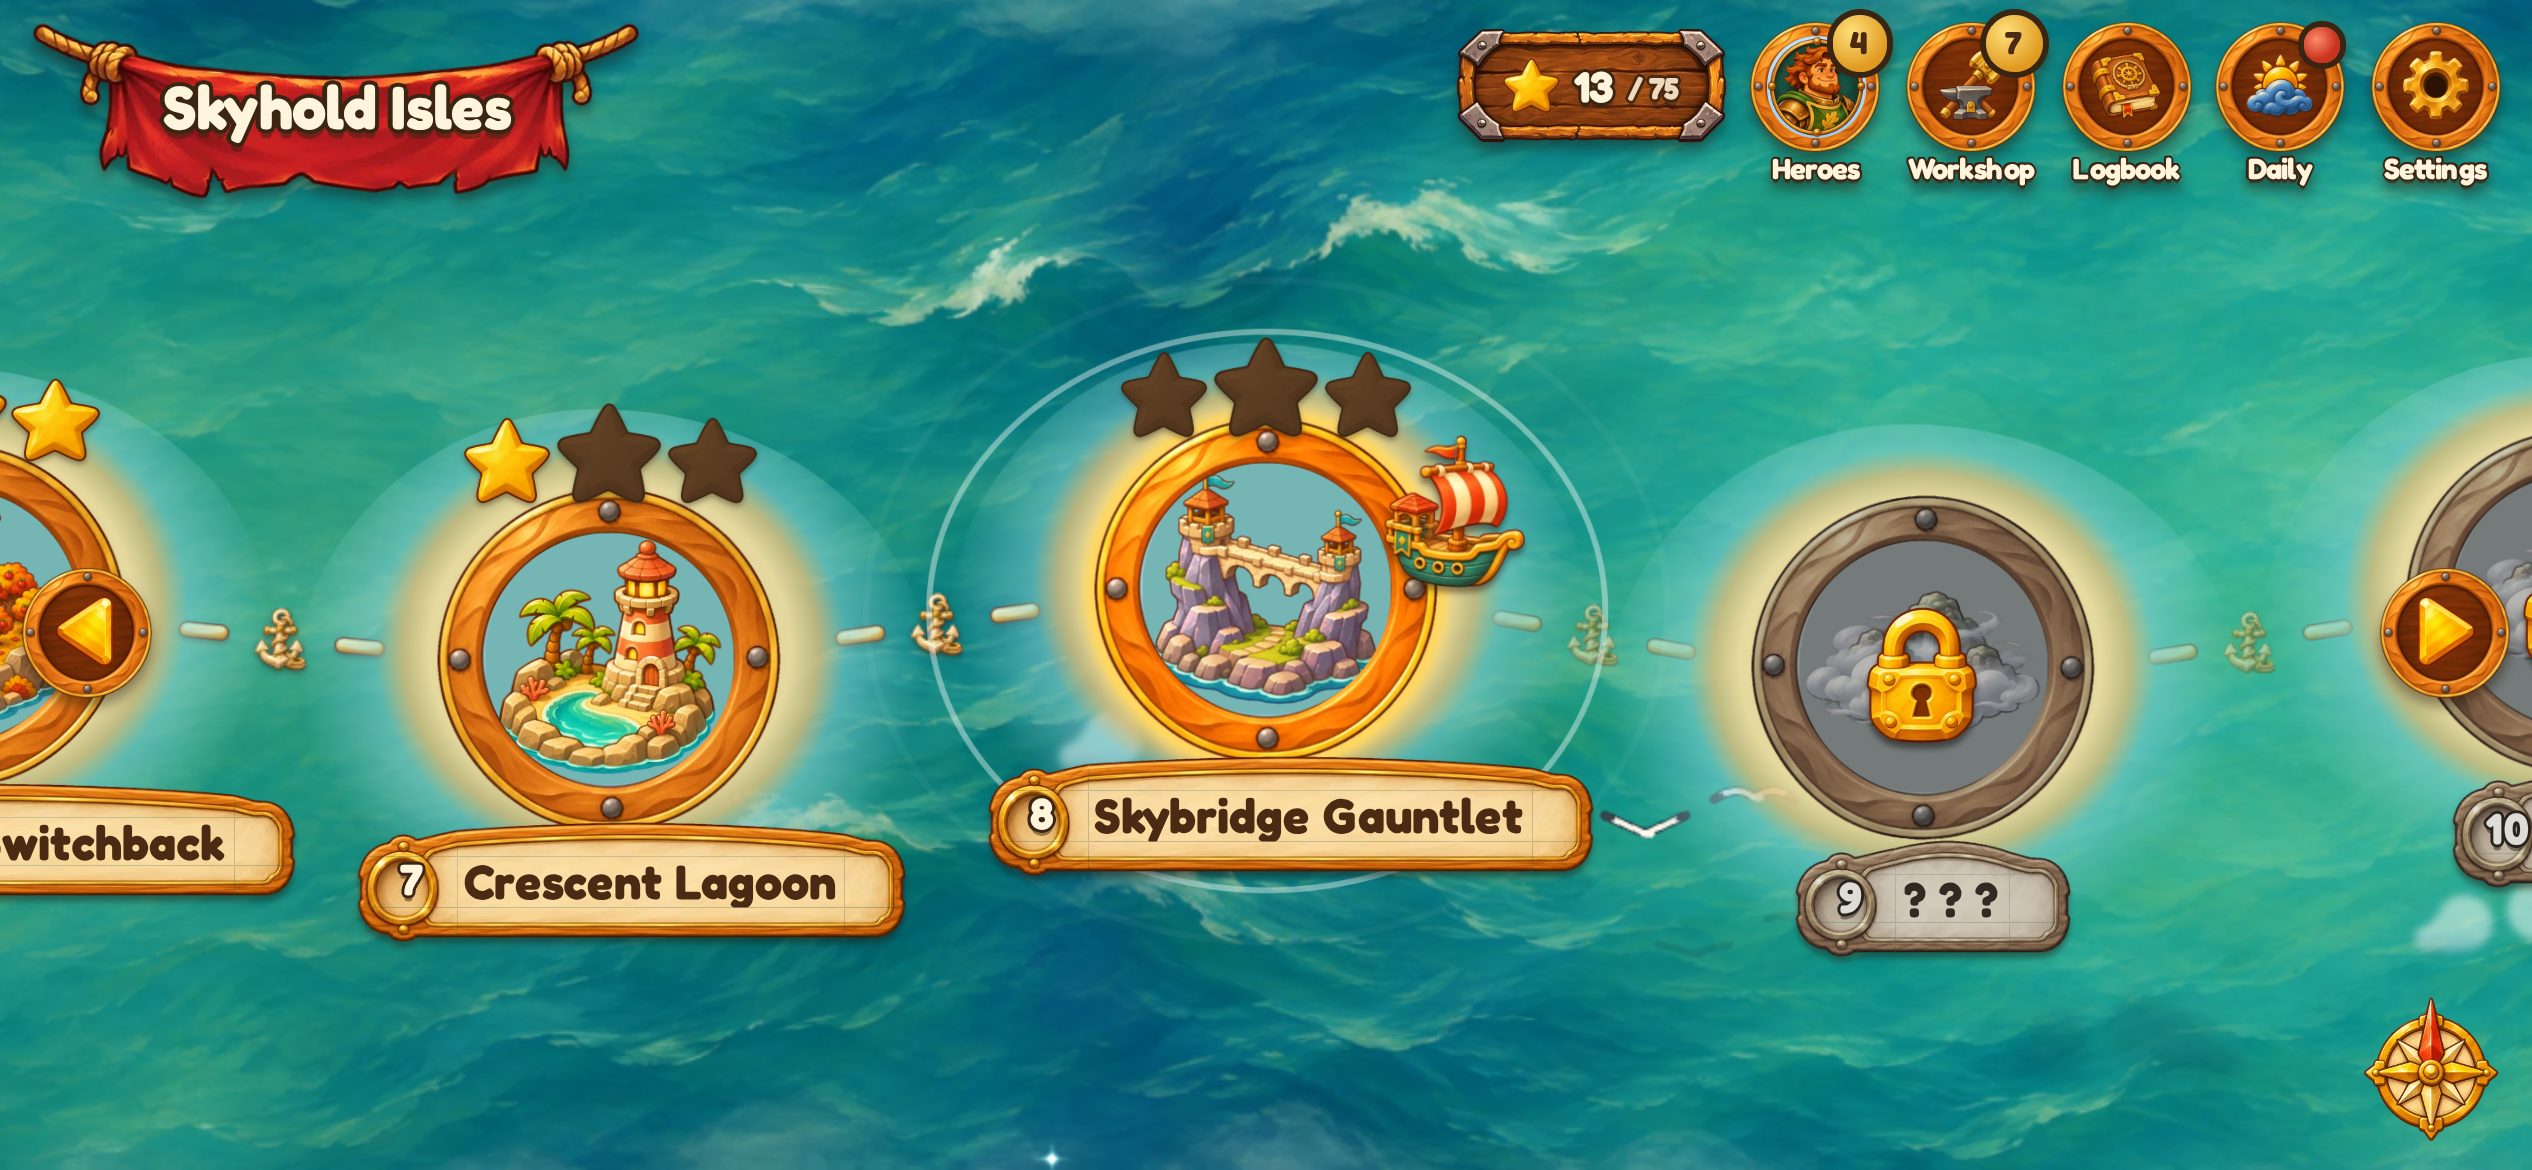 Skyhold Isles
13 / 75
4
7
Heroes
Workshop
Logbook
Daily
Settings
witchback
7 Crescent Lagoon
8 Skybridge Gauntlet
9 ? ? ?
10